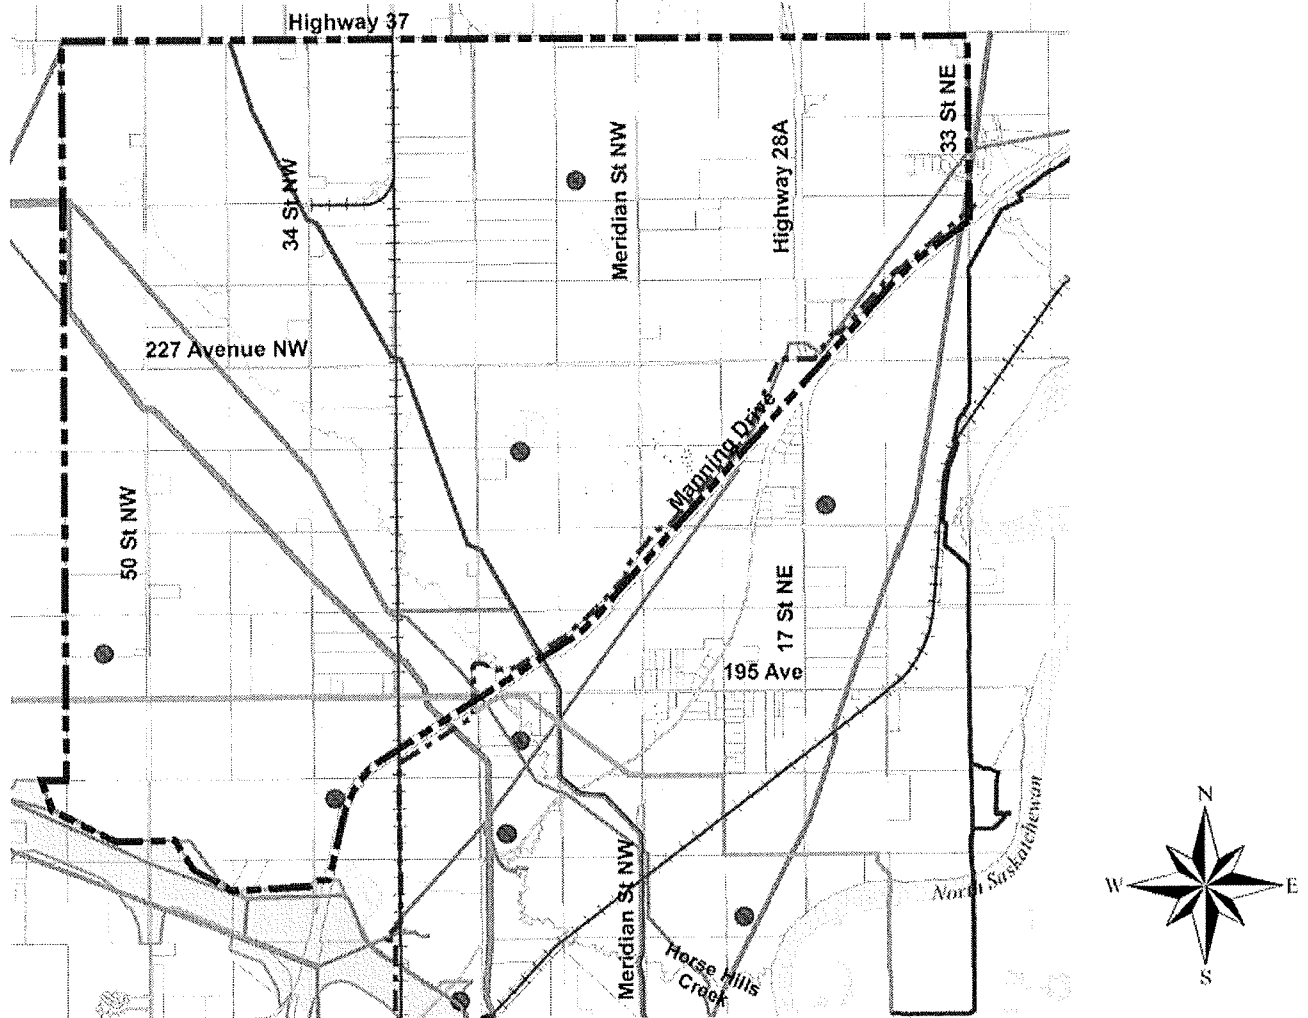 Highway 37
33 St NE
Highway 28A
Meridian St NW
34 St NW
227 Avenue NW
Manning Drive
50 St NW
17 St NE
195 Ave
North Saskatchewan
Meridian St NW
Horse Hills
Creek
N
W
E
S